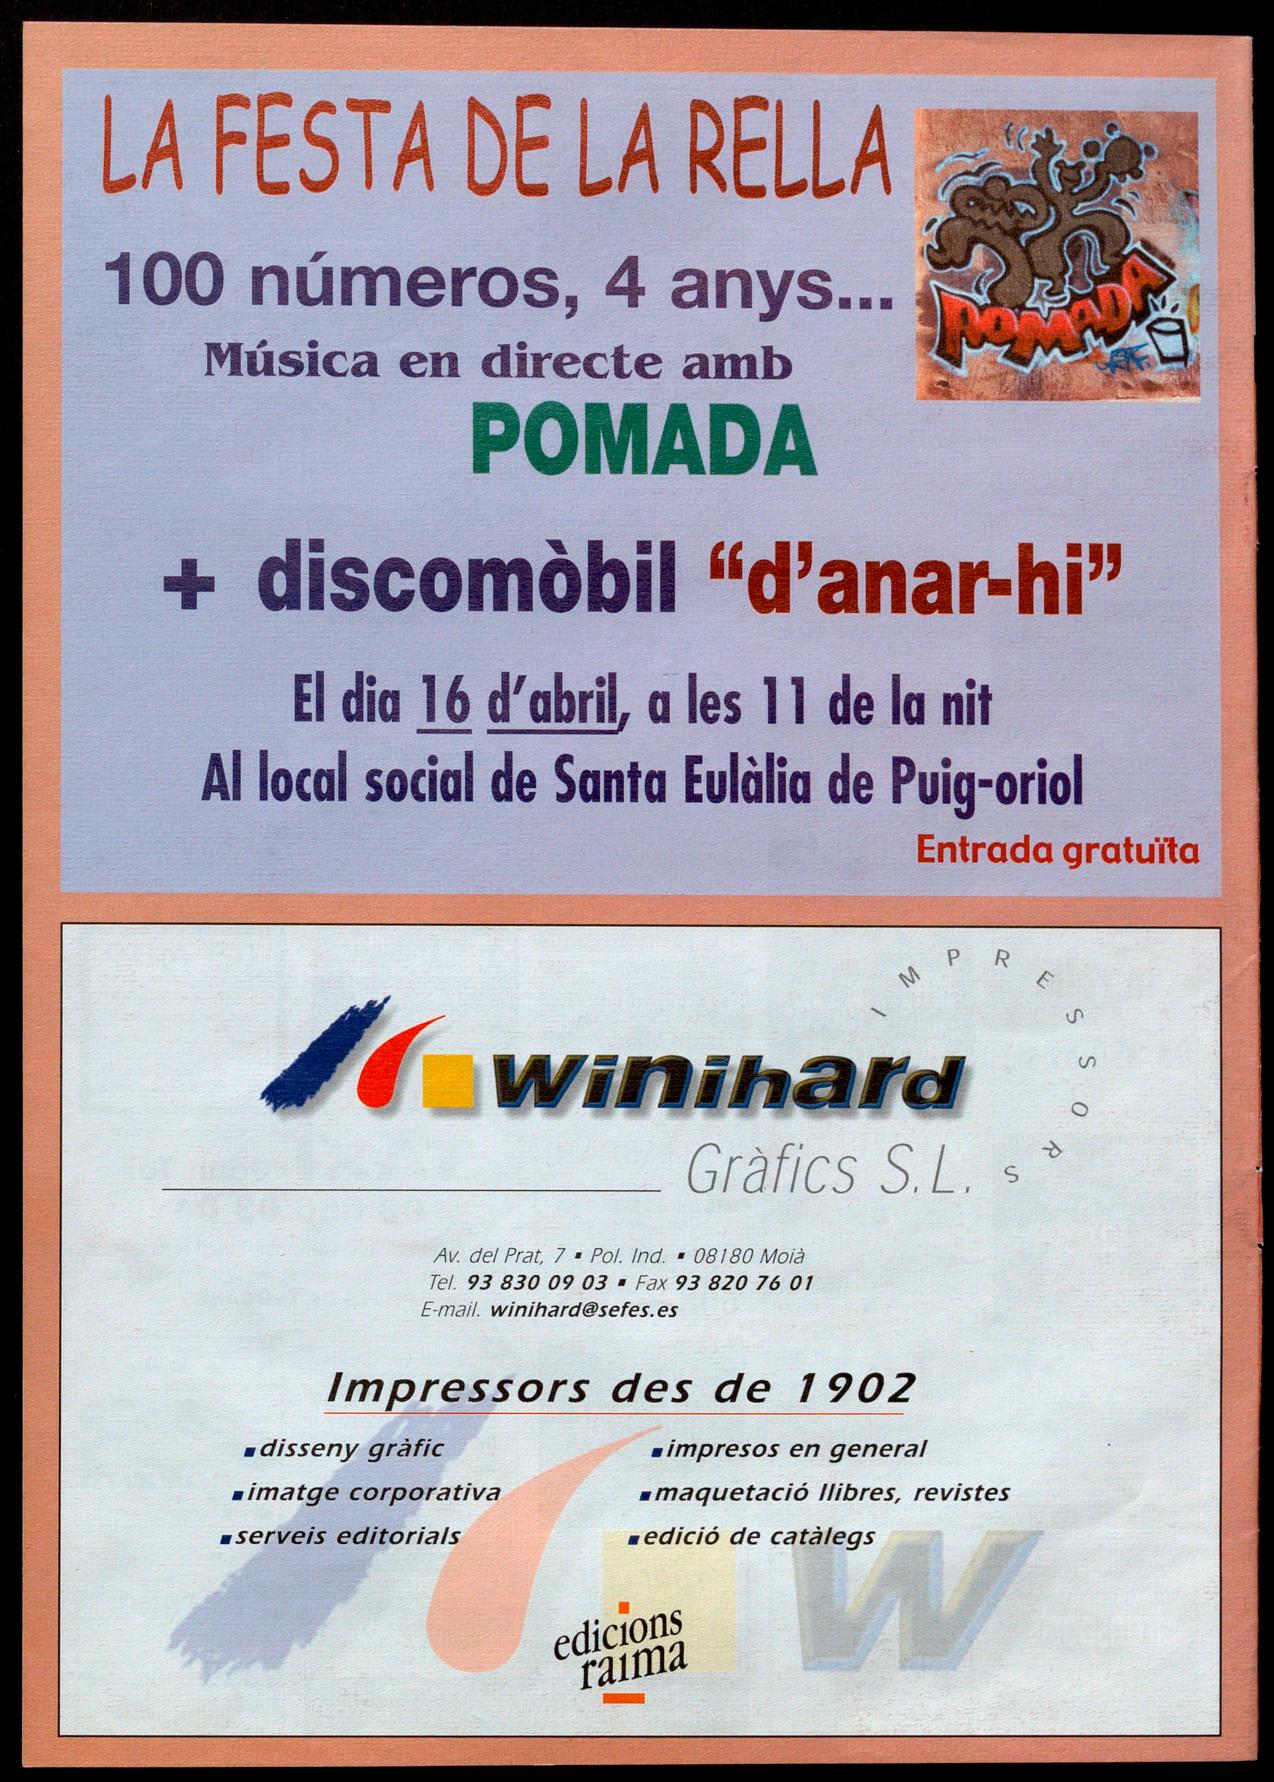 LA FESTA DE LA RELLA
100 números, 4 anys...
Música en directe amb
POMADA
POMADA
+ discomòbil “d’anar-hi”
El dia 16 d’abril, a les 11 de la nit
Al local social de Santa Eulàlia de Puig-oriol
Entrada gratuïta
IMPRESSORS
winihard
Gràfics S.L.
Av. del Prat, 7 ▪ Pol. Ind. ▪ 08180 Moià
Tel. 93 830 09 03 ▪ Fax 93 820 76 01
E-mail. winihard@sefes.es
Impressors des de 1902
▪disseny gràfic
▪imatge corporativa
▪serveis editorials
▪impresos en general
▪maquetació llibres, revistes
▪edició de catàlegs
W
edicions
raima